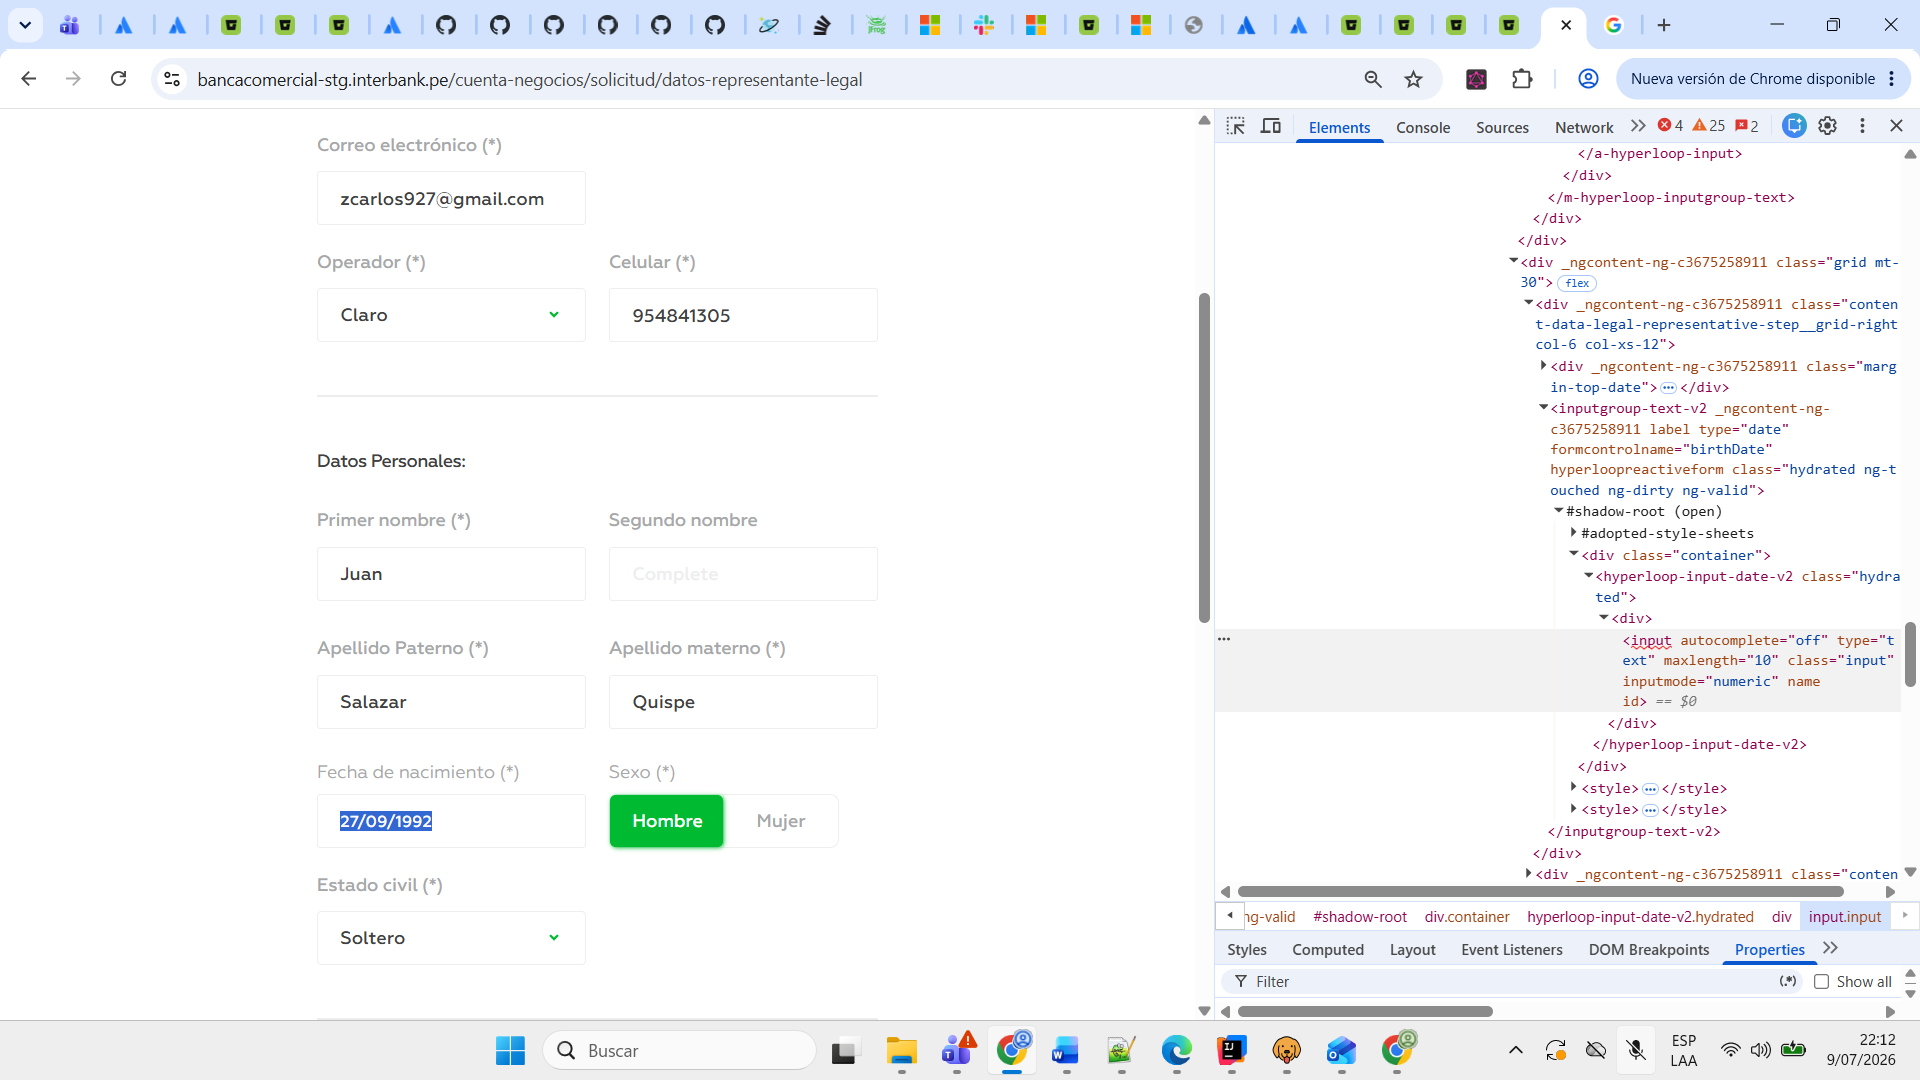 bancacomercial-stg.interbank.pe/cuenta-negocios/solicitud/datos-representante-legal
Nueva versión de Chrome disponible
Correo electrónico (*)
zcarlos927@gmail.com
Operador (*)
Celular (*)
Claro
954841305
Datos Personales:
Primer nombre (*)
Segundo nombre
Juan
Complete
Apellido Paterno (*)
Apellido materno (*)
Salazar
Quispe
Fecha de nacimiento (*)
Sexo (*)
27/09/1992
Hombre
Mujer
Estado civil (*)
Soltero
Elements
Console
Sources
Network
4
25
2
</a-hyperloop-input>
</div>
</m-hyperloop-inputgroup-text>
</div>
</div>
<div _ngcontent-ng-c3675258911 class="grid mt-
30"> flex
<div _ngcontent-ng-c3675258911 class="conten
t-data-legal-representative-step__grid-right
col-6 col-xs-12">
<div _ngcontent-ng-c3675258911 class="marg
in-top-date"> ••• </div>
<inputgroup-text-v2 _ngcontent-ng-
c3675258911 label type="date"
formcontrolname="birthDate"
hyperloopreactiveform class="hydrated ng-t
ouched ng-dirty ng-valid">
#shadow-root (open)
#adopted-style-sheets
<div class="container">
<hyperloop-input-date-v2 class="hydra
ted">
<div>
<input autocomplete="off" type="t
ext" maxlength="10" class="input"
inputmode="numeric" name
id> == $0
</div>
</hyperloop-input-date-v2>
</div>
<style> ••• </style>
<style> ••• </style>
</inputgroup-text-v2>
</div>
<div _ngcontent-ng-c3675258911 class="conten
ng-valid #shadow-root div.container hyperloop-input-date-v2.hydrated div input.input
Styles Computed Layout Event Listeners DOM Breakpoints Properties
Filter
(.*)
Show all
Buscar
ESP
LAA
22:12
9/07/2026